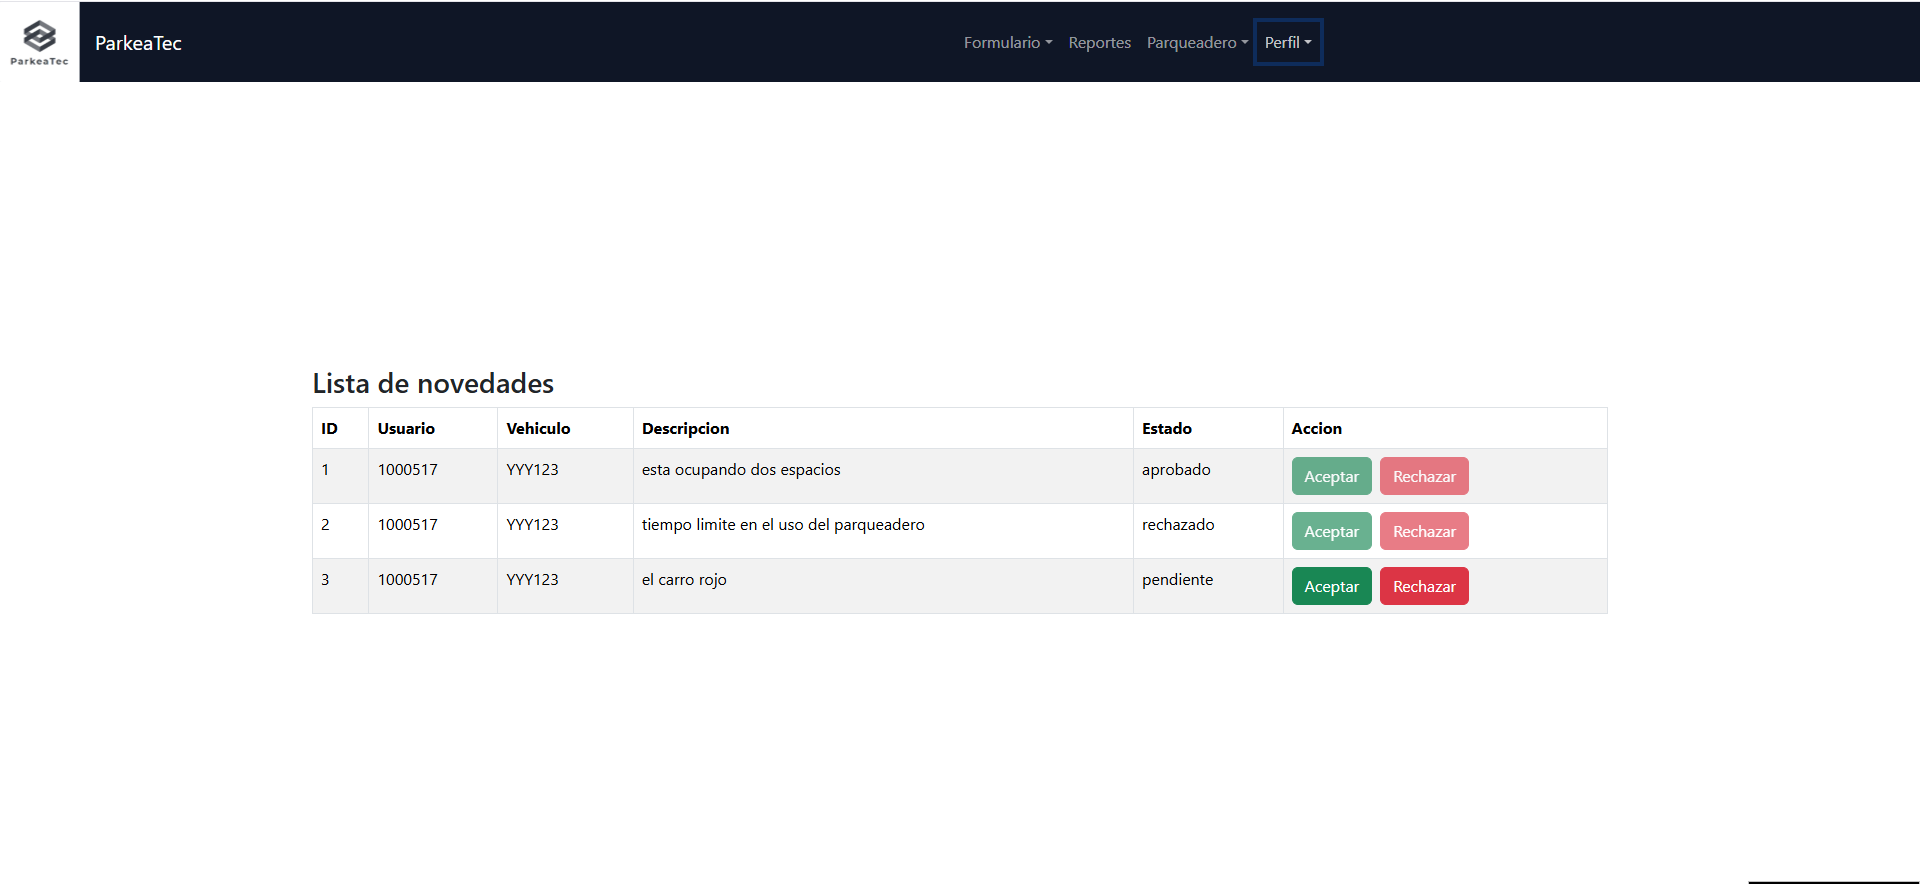 ParkeaTec
ParkeaTec Formulario Reportes Parqueadero Perfil
Lista de novedades
ID Usuario Vehiculo Descripcion Estado Accion
1 1000517 YYY123 esta ocupando dos espacios aprobado Aceptar Rechazar
2 1000517 YYY123 tiempo limite en el uso del parqueadero rechazado Aceptar Rechazar
3 1000517 YYY123 el carro rojo pendiente Aceptar Rechazar